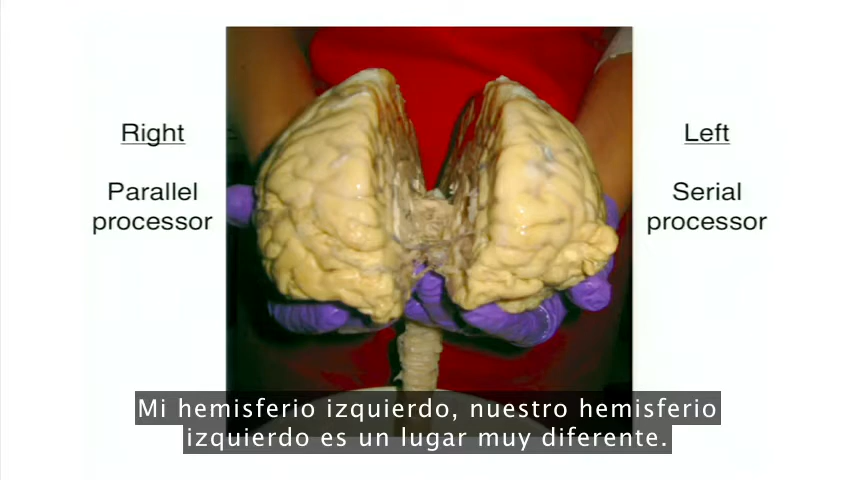 Right
Parallel
processor
Left
Serial
processor
Mi hemisferio izquierdo, nuestro hemisferio
izquierdo es un lugar muy diferente.